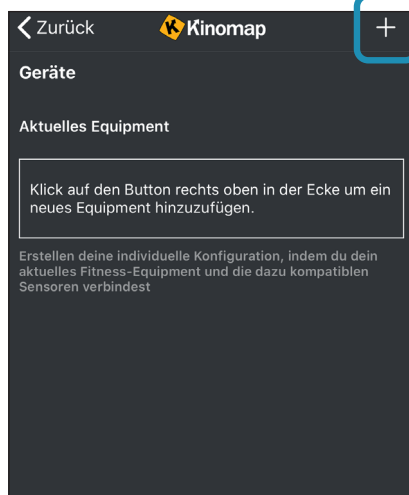 Zurück
Kinomap
+
Geräte
Aktuelles Equipment
Klick auf den Button rechts oben in der Ecke um ein
neues Equipment hinzuzufügen.
Erstellen deine individuelle Konfiguration, indem du dein
aktuelles Fitness-Equipment und die dazu kompatiblen
Sensoren verbindest